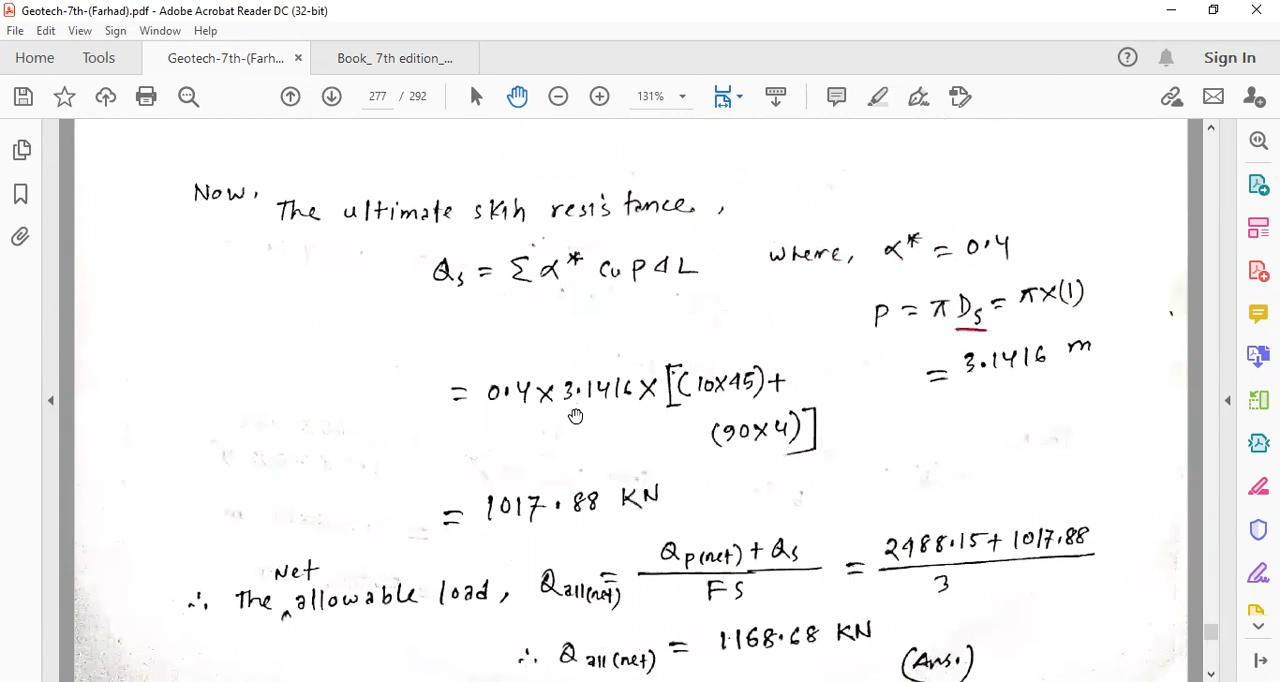 Geotech-7th-(Farhad).pdf - Adobe Acrobat Reader DC (32-bit)
File Edit View Sign Window Help
Home Tools Geotech-7th-(Farh... × Book_ 7th edition_... Sign In
277 / 292 131%
Now, The ultimate skin resistance,
Qs = Σ α* Cu P ΔL where, α* = 0.4
P = π Ds = π×(1)
= 3.1416 m
= 0.4 × 3.1416 × [(10×45) +
(90×4)]
= 1017.88 KN
∴ The Net allowable load, Qall(net) = Qp(net) + Qs / FS = 2488.15 + 1017.88 / 3
∴ Qall(net) = 1168.68 KN (Ans.)